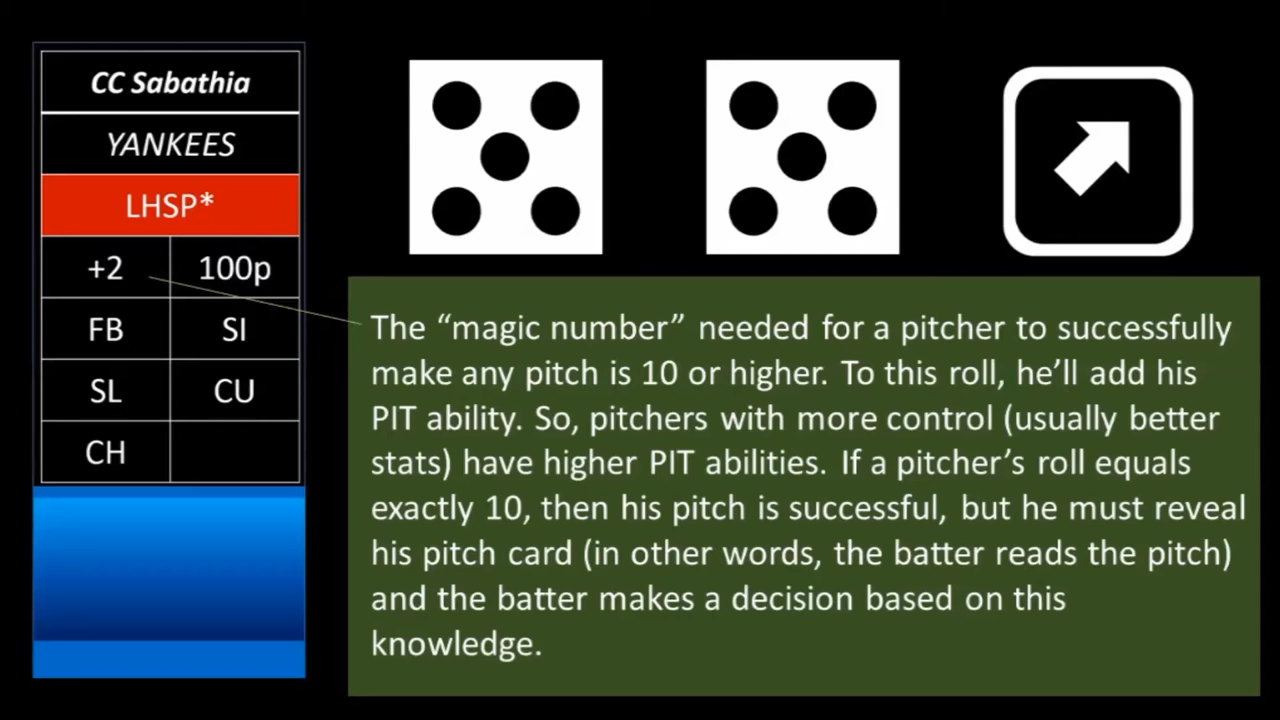 CC Sabathia
YANKEES
LHSP*
+2 100p
FB SI
SL CU
CH
The “magic number” needed for a pitcher to successfully
make any pitch is 10 or higher. To this roll, he’ll add his
PIT ability. So, pitchers with more control (usually better
stats) have higher PIT abilities. If a pitcher’s roll equals
exactly 10, then his pitch is successful, but he must reveal
his pitch card (in other words, the batter reads the pitch)
and the batter makes a decision based on this
knowledge.